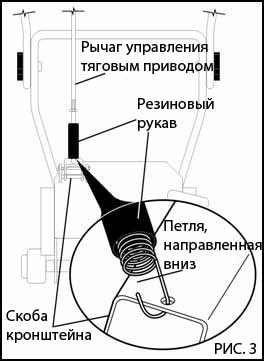 Рычаг управления
тяговым приводом
Резиновый
рукав
Петля,
направленная
вниз
Скоба
кронштейна
РИС. 3